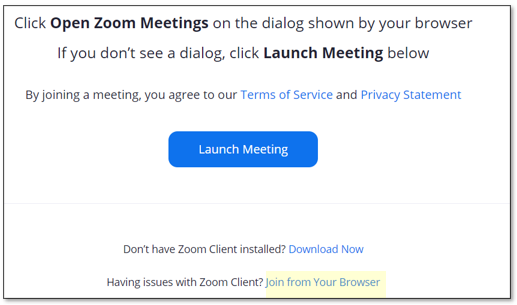 Click Open Zoom Meetings on the dialog shown by your browser
If you don't see a dialog, click Launch Meeting below
By joining a meeting, you agree to our Terms of Service and Privacy Statement
Launch Meeting
Don't have Zoom Client installed? Download Now
Having issues with Zoom Client? Join from Your Browser